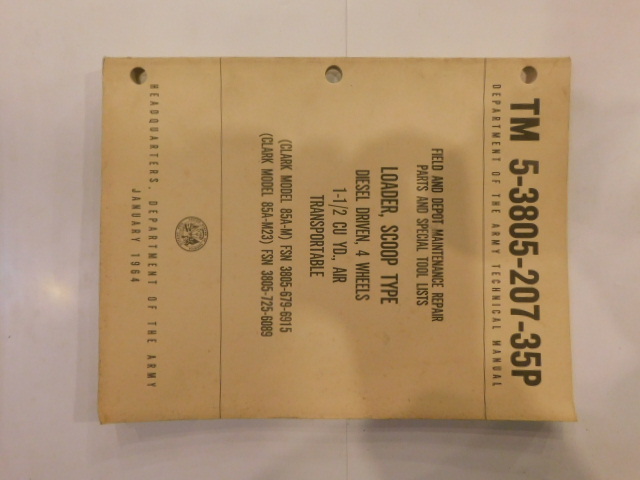 TM 5-3805-207-35P
DEPARTMENT OF THE ARMY TECHNICAL MANUAL
FIELD AND DEPOT MAINTENANCE REPAIR
PARTS AND SPECIAL TOOL LISTS
LOADER, SCOOP TYPE
DIESEL DRIVEN, 4 WHEELS
1-1/2 CU YD., AIR
TRANSPORTABLE
(CLARK MODEL 85A-M) FSN 3805-679-6915
(CLARK MODEL 85A-M23) FSN 3805-725-6089
HEADQUARTERS, DEPARTMENT OF THE ARMY
JANUARY 1964